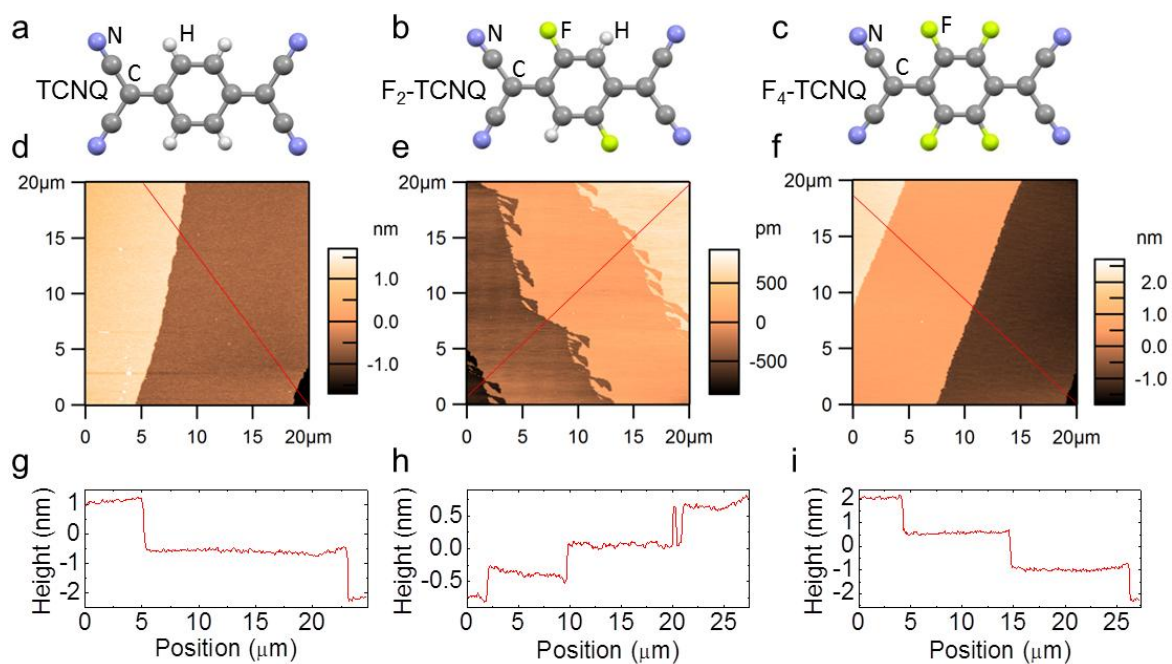 a b c
N H N F H N F
C C C
TCNQ F₂-TCNQ F₄-TCNQ
d e f
20μm 20μm 20μm
nm pm nm
15 15 15
1.0 500 2.0
10 10 10
0.0 0 1.0
0.0
5 -1.0 5 -500 5 -1.0
0 0 0
0 5 10 15 20μm 0 5 10 15 20μm 0 5 10 15 20μm
g h i
Height (nm) Height (nm) Height (nm)
1 0.5 2
0 0.0 1
-1 -0.5 0
-2 -1
-2
0 5 10 15 20 0 5 10 15 20 25 0 5 10 15 20 25
Position (μm) Position (μm) Position (μm)